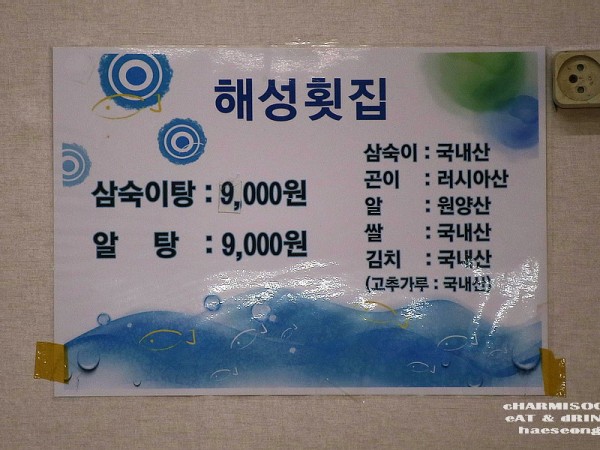 해성횟집
삼숙이탕 : 9,000원
알 탕 : 9,000원
삼숙이 : 국내산
곤이 : 러시아산
알 : 원양산
쌀 : 국내산
김치 : 국내산
(고추가루 : 국내산)
cHARMISOO
eAT & dRIN
haeseong